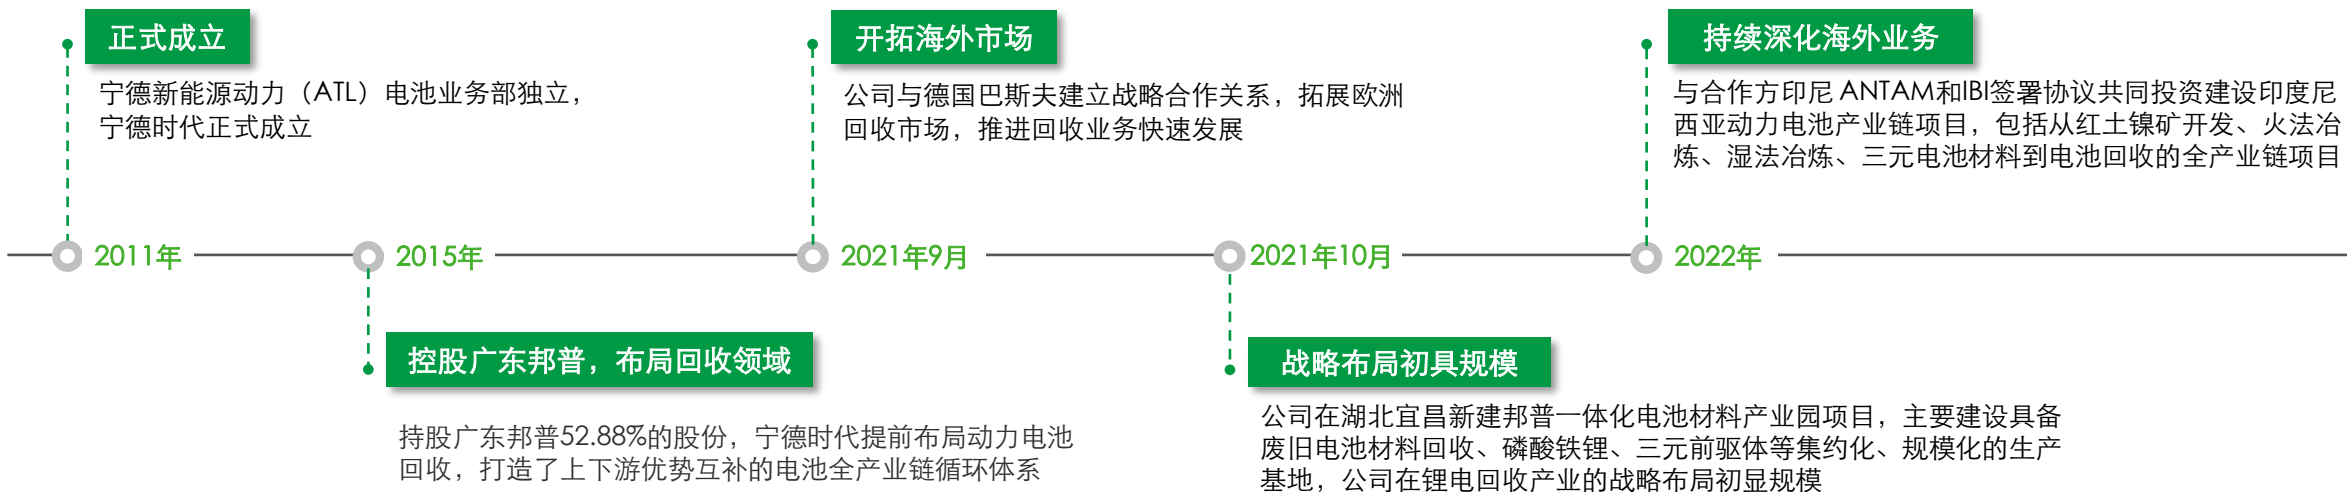 正式成立
宁德新能源动力（ATL）电池业务部独立，
宁德时代正式成立
开拓海外市场
公司与德国巴斯夫建立战略合作关系，拓展欧洲
回收市场，推进回收业务快速发展
持续深化海外业务
与合作方印尼 ANTAM和IBI签署协议共同投资建设印度尼
西亚动力电池产业链项目，包括从红土镍矿开发、火法冶
炼、湿法冶炼、三元电池材料到电池回收的全产业链项目
2011年
2015年
2021年9月
2021年10月
2022年
控股广东邦普，布局回收领域
持股广东邦普52.88%的股份，宁德时代提前布局动力电池
回收，打造了上下游优势互补的电池全产业链循环体系
战略布局初具规模
公司在湖北宜昌新建邦普一体化电池材料产业园项目，主要建设具备
废旧电池材料回收、磷酸铁锂、三元前驱体等集约化、规模化的生产
基地，公司在锂电回收产业的战略布局初显规模